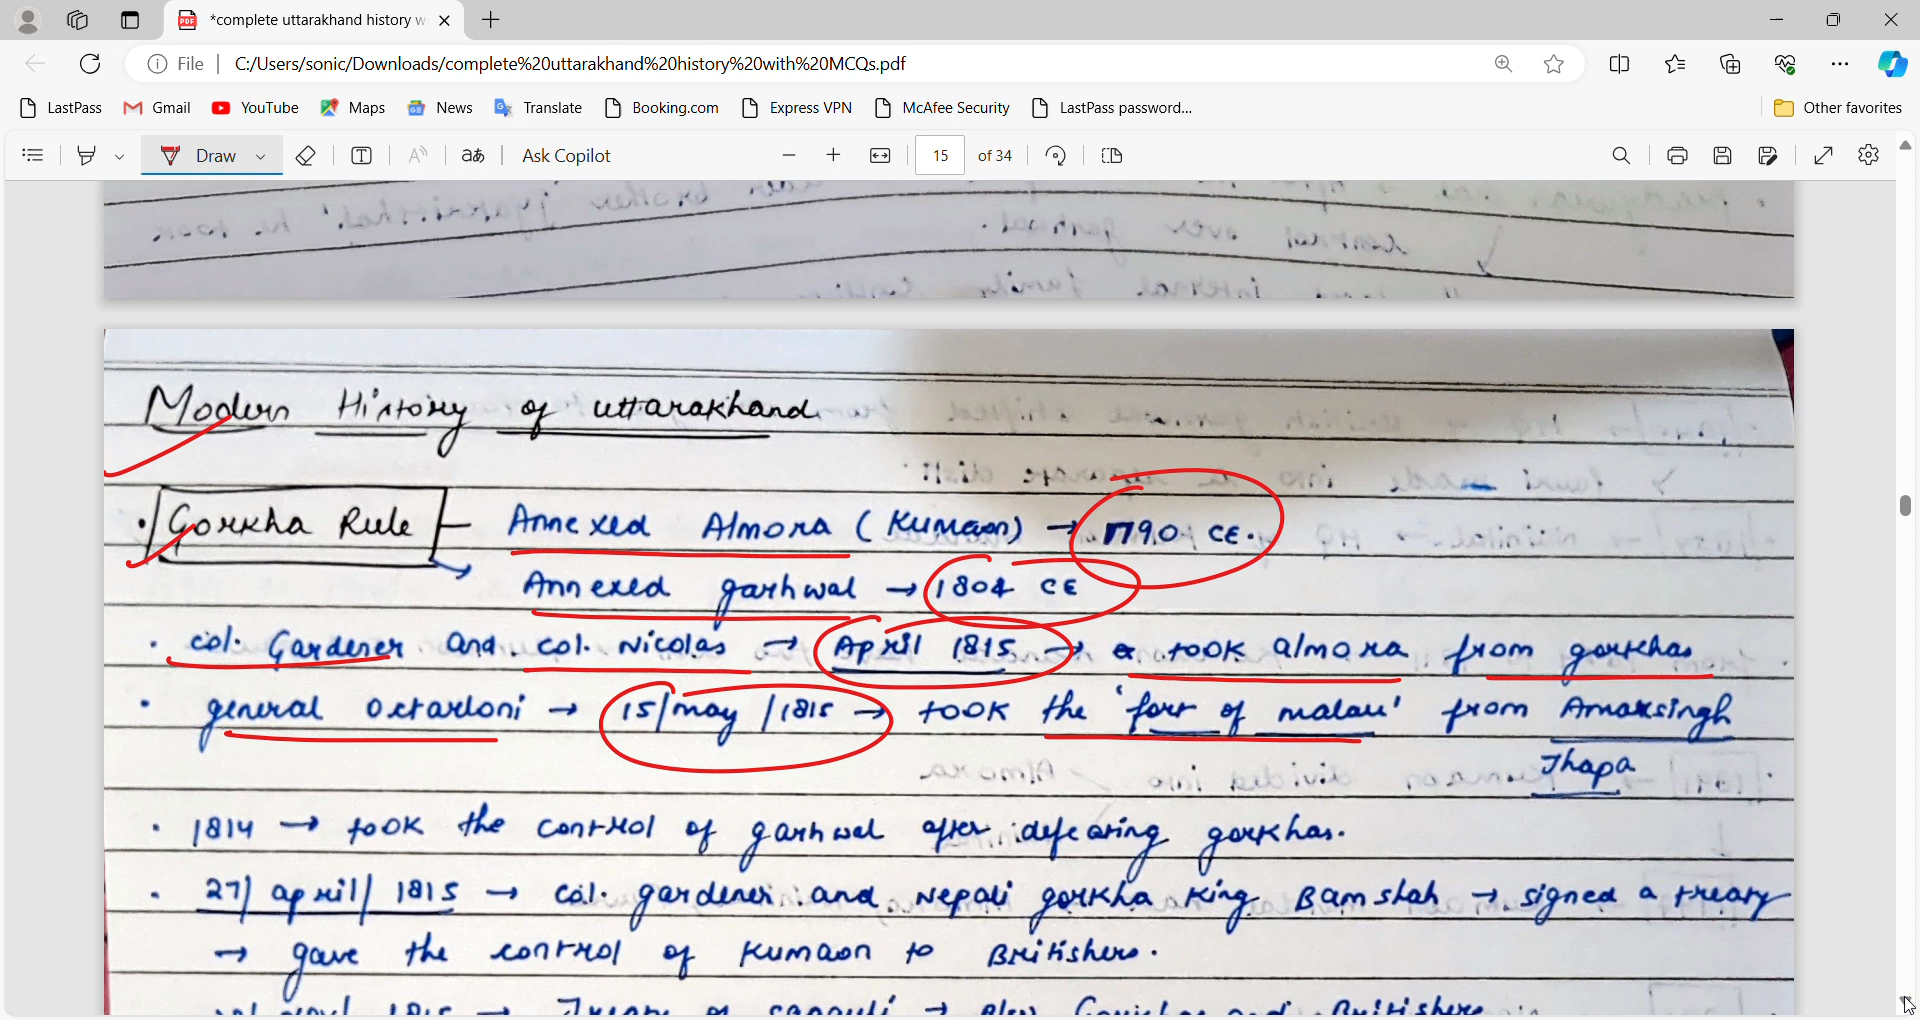 *complete uttarakhand history w
File C:/Users/sonic/Downloads/complete%20uttarakhand%20history%20with%20MCQs.pdf
LastPass Gmail YouTube Maps News Translate Booking.com Express VPN McAfee Security LastPass password... Other favorites
Draw Ask Copilot 15 of 34
Modern History of uttarakhand
• Gorkha Rule — Annexed Almora (Kumaon) → 1790 CE.
Annexed garhwal → 1804 CE
• col. Gardener and col. Nicolas → April 1815 → took almora from gorkhas
• general Octarloni → 15/may/1815 → took the 'fort of malau' from Amarsingh
Thapa
• 1814 → took the control of garhwal after defeating gorkhas.
• 27/april/1815 → col. gardener and Nepali gorkha King Bam shah → signed a treaty
→ gave the control of Kumaon to Britishers.